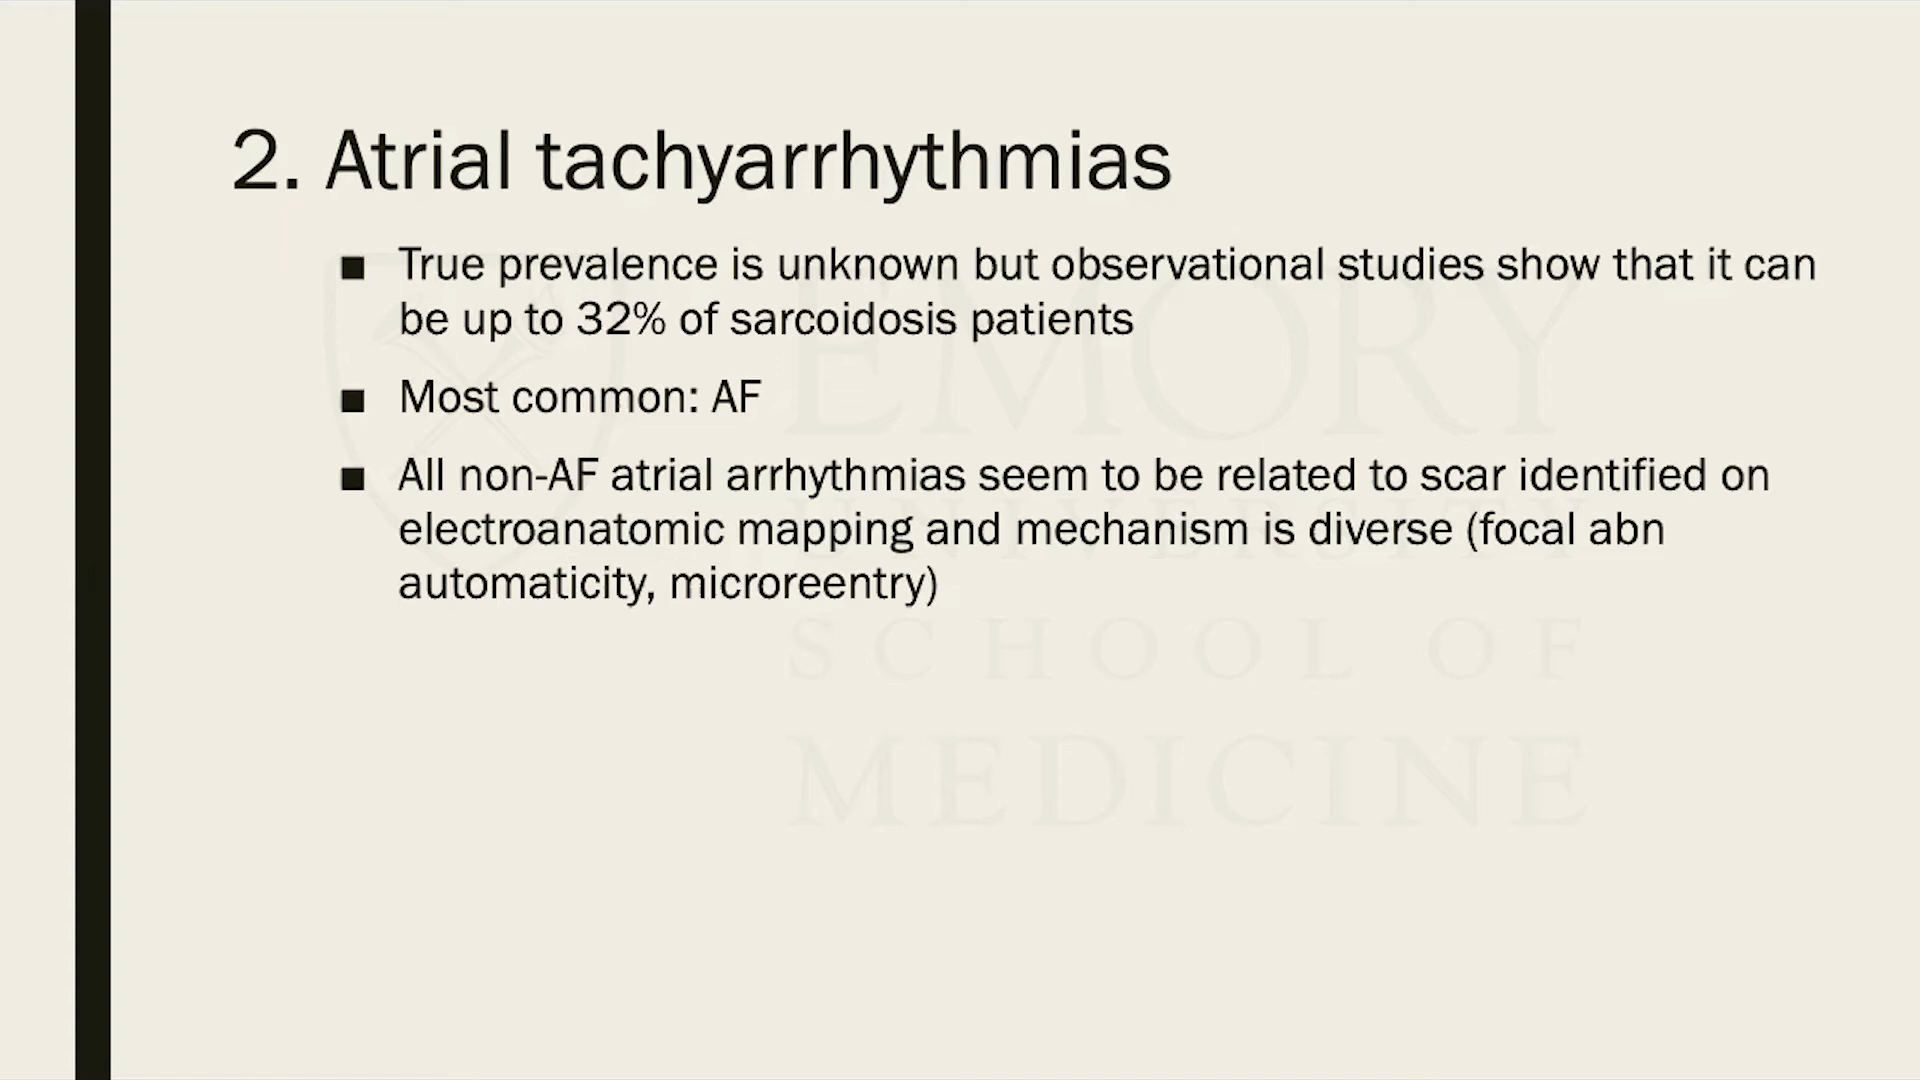 2. Atrial tachyarrhythmias
■ True prevalence is unknown but observational studies show that it can
be up to 32% of sarcoidosis patients
■ Most common: AF
■ All non-AF atrial arrhythmias seem to be related to scar identified on
electroanatomic mapping and mechanism is diverse (focal abn
automaticity, microreentry)
EMORY
UNIVERSITY
SCHOOL OF
MEDICINE